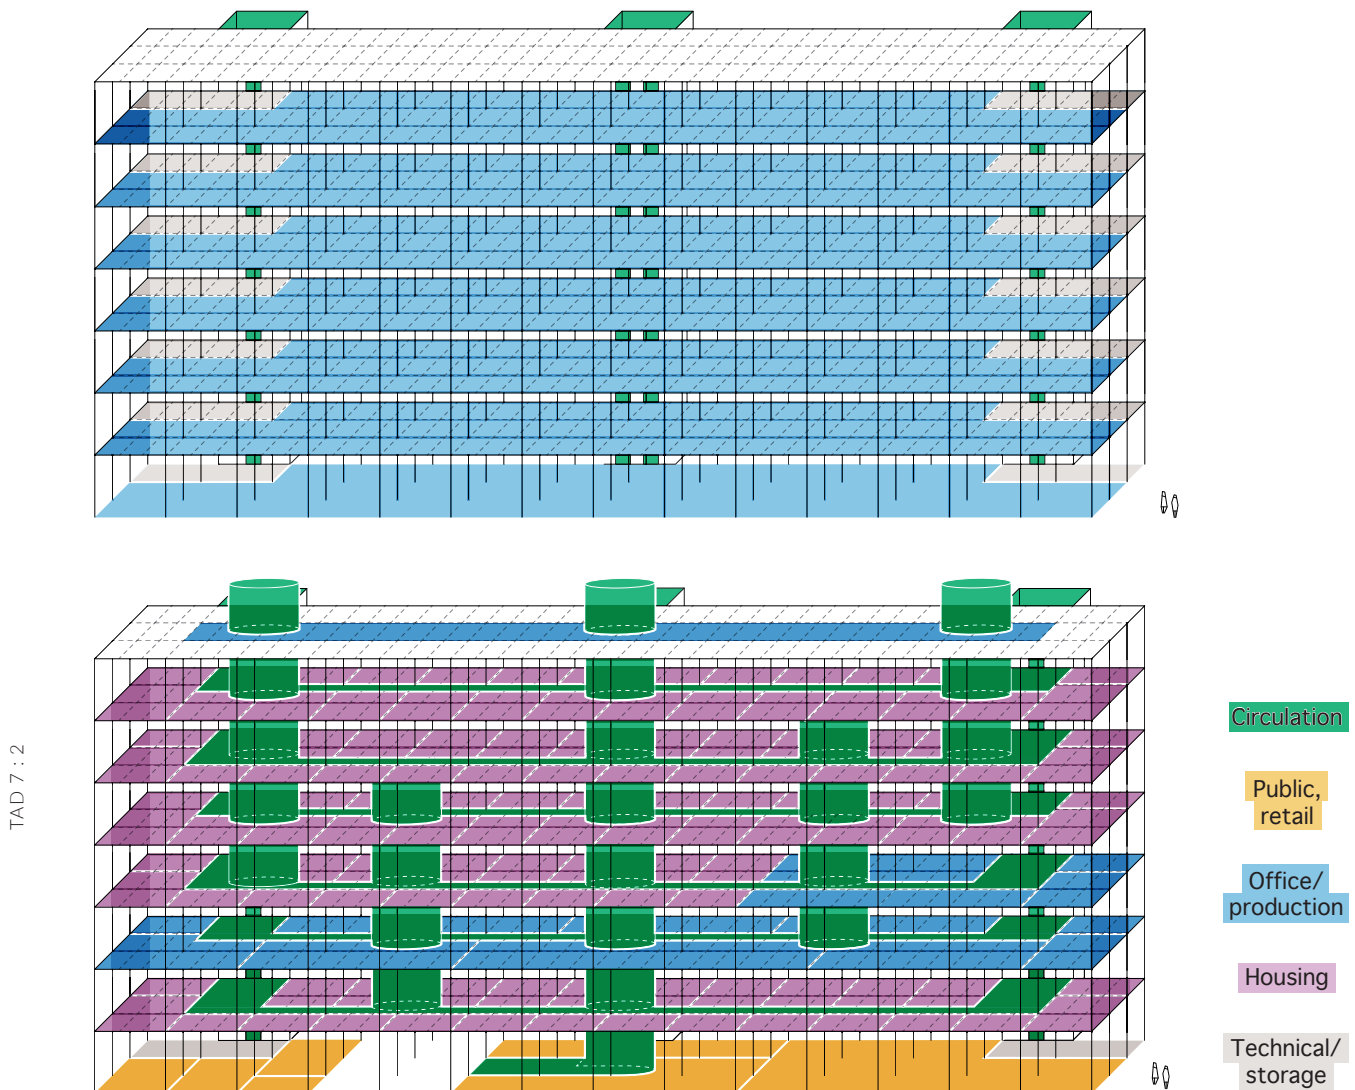 TAD 7 : 2
Circulation
Public,
retail
Office/
production
Housing
Technical/
storage